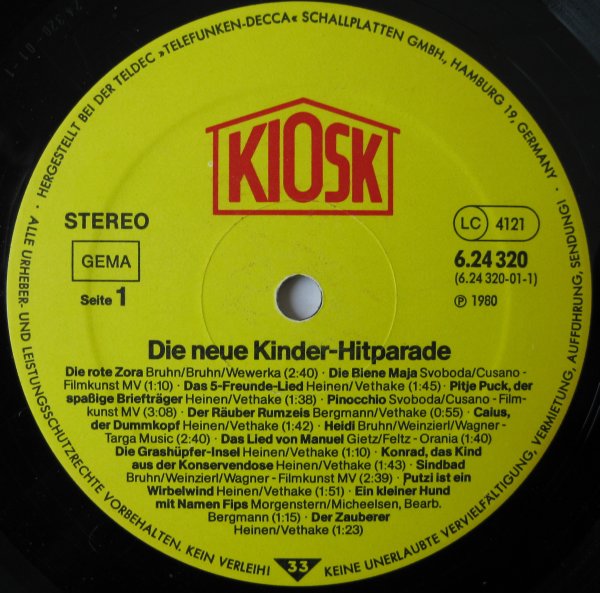 HERGESTELLT BEI DER TELDEC »TELEFUNKEN-DECCA« SCHALLPLATTEN GMBH., HAMBURG 19, GERMANY
KIOSK
STEREO
LC 4121
GEMA
6.24 320
(6.24 320-01-1)
Seite 1
℗ 1980
Die neue Kinder-Hitparade
Die rote Zora Bruhn/Bruhn/Wewerka (2:40) · Die Biene Maja Svoboda/Cusano -
Filmkunst MV (1:10) · Das 5-Freunde-Lied Heinen/Vethake (1:45) · Pitje Puck, der
spaßige Briefträger Heinen/Vethake (1:38) · Pinocchio Svoboda/Cusano - Film-
kunst MV (3:08) · Der Räuber Rumzeis Bergmann/Vethake (0:55) · Caius,
der Dummkopf Heinen/Vethake (1:42) · Heidi Bruhn/Weinzierl/Wagner -
Targa Music (2:40) · Das Lied von Manuel Gietz/Feltz - Orania (1:40)
Die Grashüpfer-Insel Heinen/Vethake (1:10) · Konrad, das Kind
aus der Konservendose Heinen/Vethake (1:43) · Sindbad
Bruhn/Weinzierl/Wagner - Filmkunst MV (2:39) · Putzi ist ein
Wirbelwind Heinen/Vethake (1:51) · Ein kleiner Hund
mit Namen Fips Morgenstern/Micheelsen, Bearb.
Bergmann (1:15) · Der Zauberer
Heinen/Vethake (1:23)
· ALLE URHEBER- UND LEISTUNGSSCHUTZRECHTE VORBEHALTEN. KEIN VERLEIH!
33
KEINE UNERLAUBTE VERVIELFÄLTIGUNG, VERMIETUNG, AUFFÜHRUNG, SENDUNG! ·